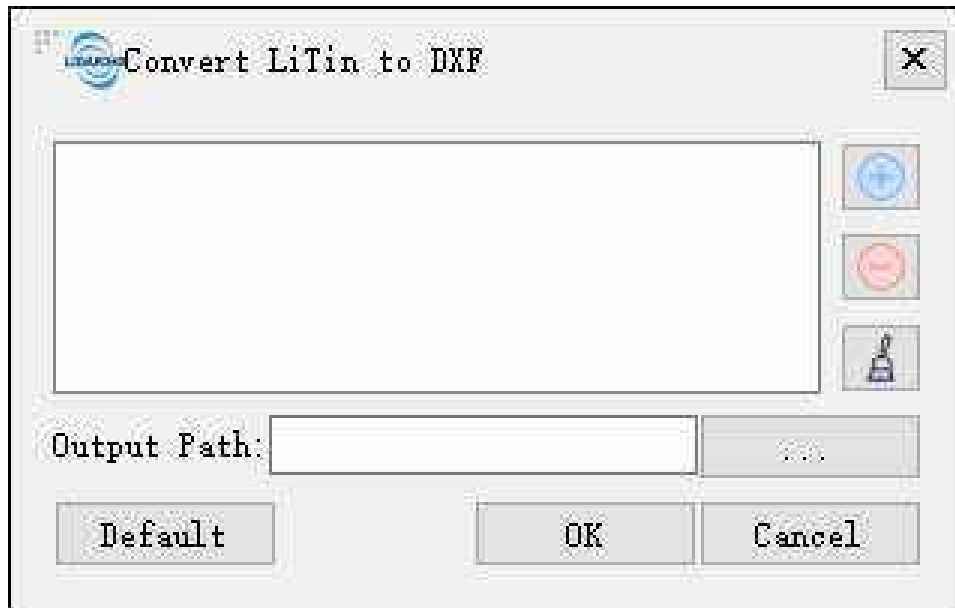 Convert LiTin to DXF
Output Path:
...
Default
OK
Cancel